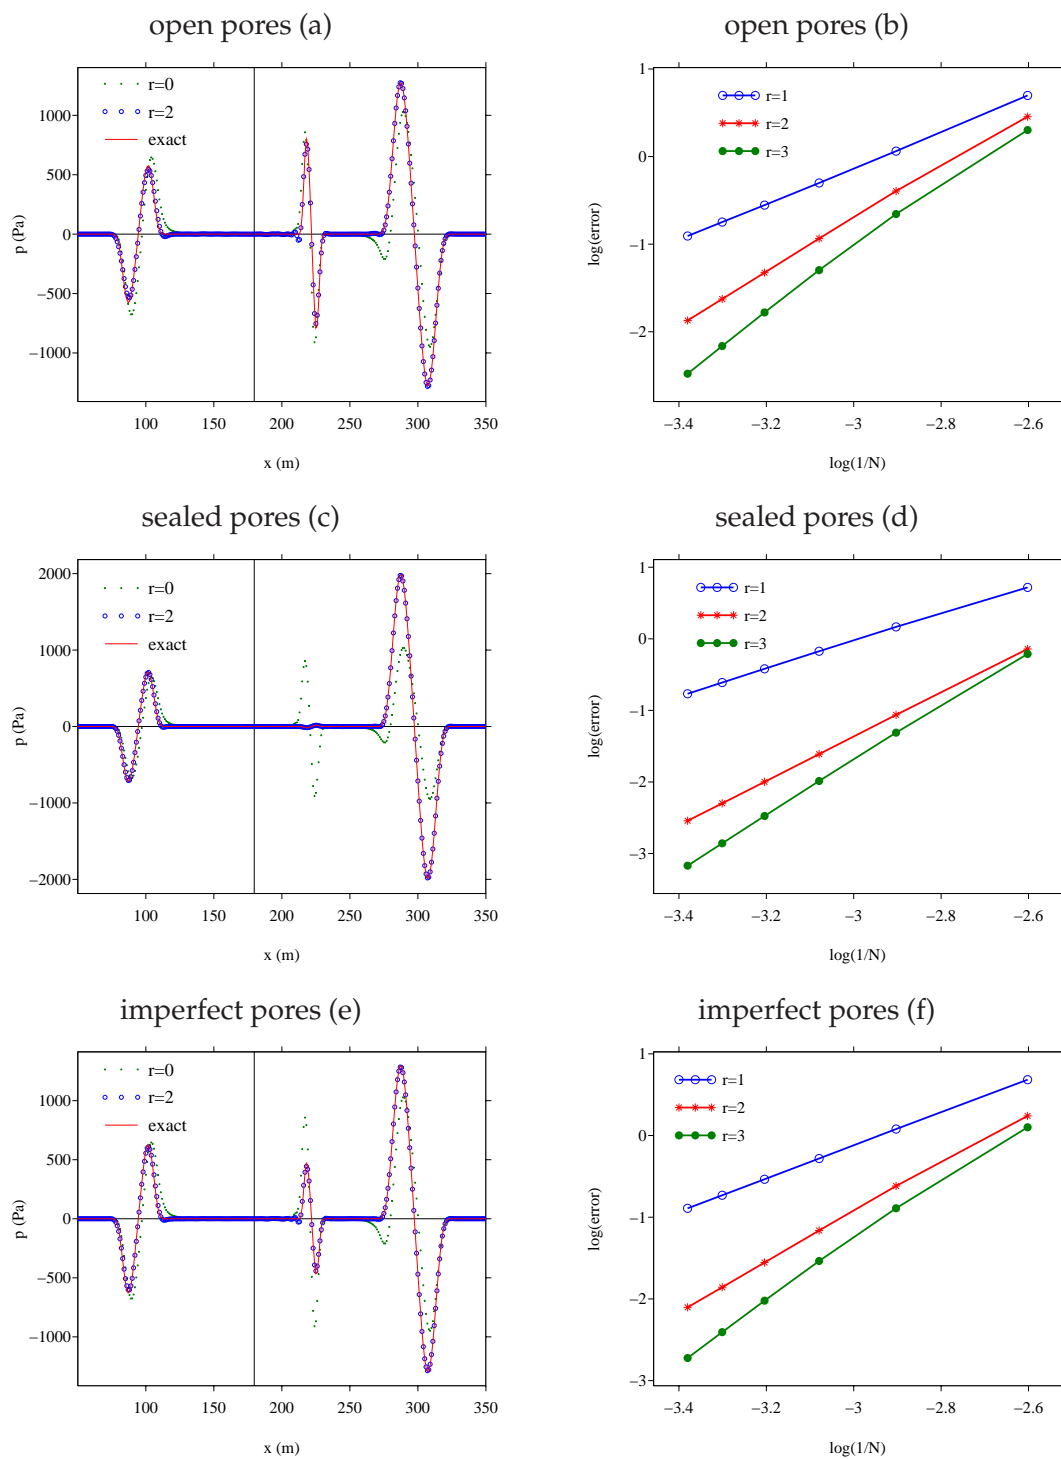 open pores (a)
r=0
r=2
exact
1000
500
0
−500
−1000
p (Pa)
100
150
200
250
300
350
x (m)
open pores (b)
r=1
r=2
r=3
1
0
−1
−2
log(error)
−3.4
−3.2
−3
−2.8
−2.6
log(1/N)
sealed pores (c)
r=0
r=2
exact
2000
1000
0
−1000
−2000
p (Pa)
100
150
200
250
300
350
x (m)
sealed pores (d)
r=1
r=2
r=3
1
0
−1
−2
−3
log(error)
−3.4
−3.2
−3
−2.8
−2.6
log(1/N)
imperfect pores (e)
r=0
r=2
exact
1000
500
0
−500
−1000
p (Pa)
100
150
200
250
300
350
x (m)
imperfect pores (f)
r=1
r=2
r=3
1
0
−1
−2
−3
log(error)
−3.4
−3.2
−3
−2.8
−2.6
log(1/N)